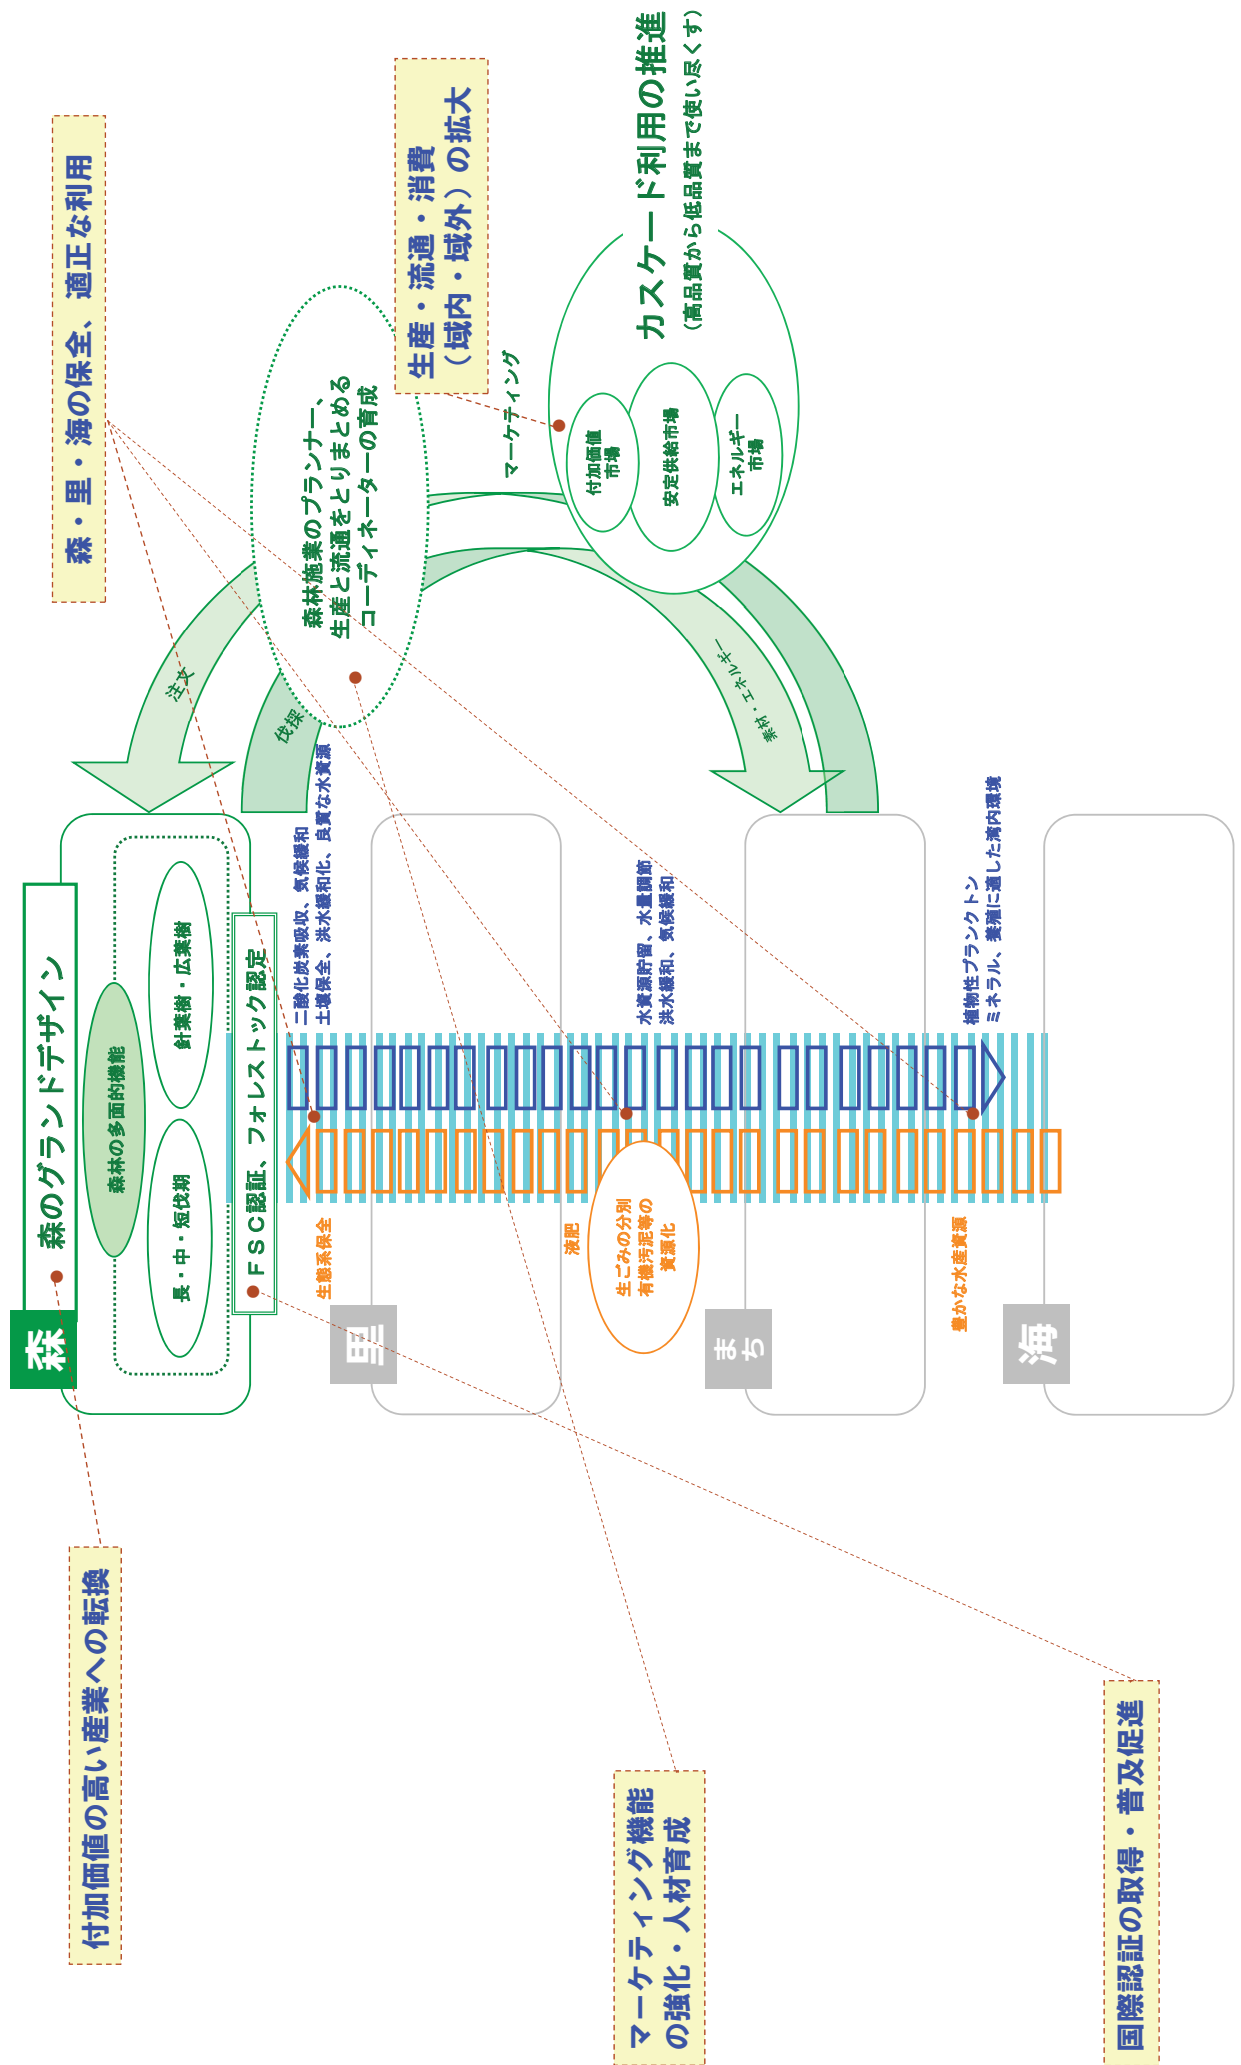 森・里・海の保全、適正な利用
生産・流通・消費
（域内・域外）の拡大
カスケード利用の推進
（高品質から低品質まで使い尽くす）
森林施業のプランナー、
生産と流通をとりまとめる
コーディネーターの育成
マーケティング
付加価値
市場
安定供給市場
エネルギー
市場
注文
伐採
素材・エネルギー
森
森のグランドデザイン
森林の多面的機能
長・中・短伐期
針葉樹・広葉樹
ＦＳＣ認証、フォレストック認定
二酸化炭素吸収、気候緩和
土壌保全、洪水緩和化、良質な水資源
生態系保全
里
水資源貯留、水量調節
洪水緩和、気候緩和
液肥
生ごみの分別
有機汚泥等の
資源化
まち
植物性プランクトン
ミネラル、養殖に適した湾内環境
豊かな水産資源
海
付加価値の高い産業への転換
マーケティング機能
の強化・人材育成
国際認証の取得・普及促進